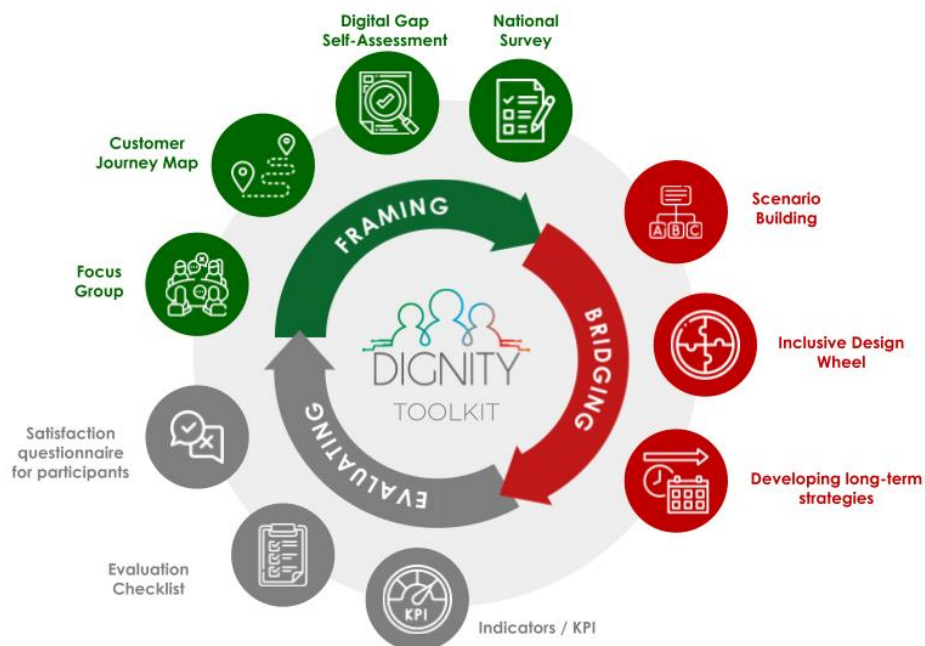 Digital Gap
Self-Assessment
National
Survey
Customer
Journey Map
Focus
Group
FRAMING
Scenario
Building
A B C
BRIDGING
Inclusive Design
Wheel
DIGNITY
TOOLKIT
Developing long-term
strategies
EVALUATING
Satisfaction
questionnaire
for participants
Evaluation
Checklist
KPI
Indicators / KPI